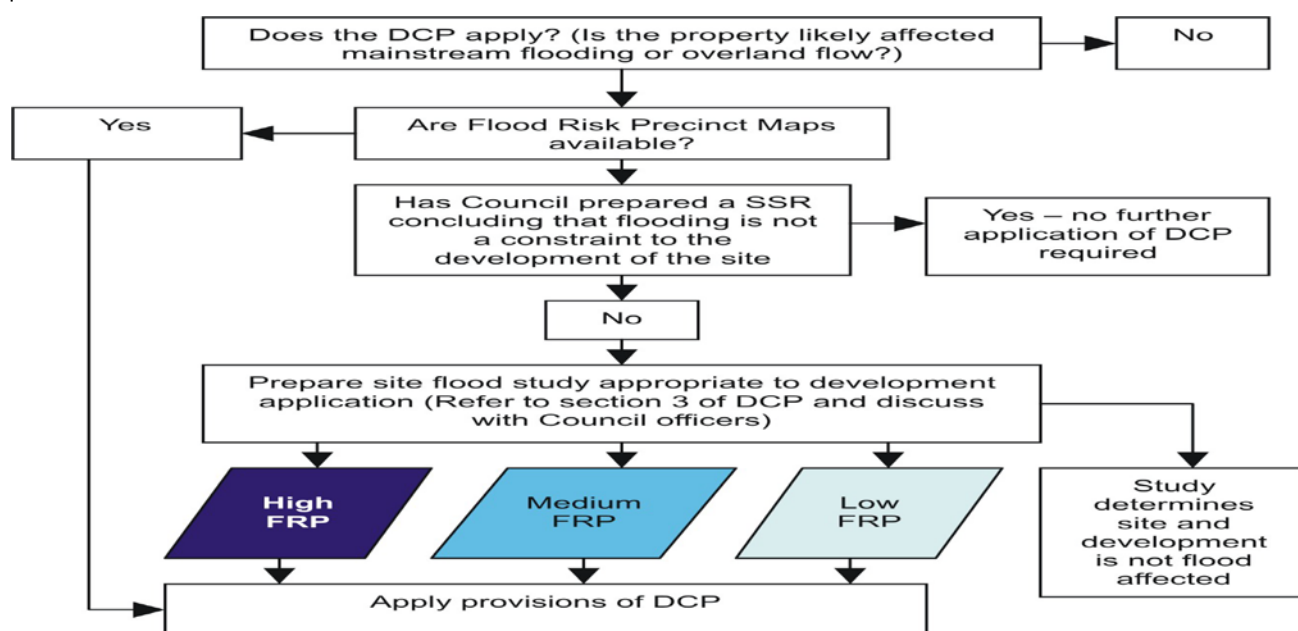 Does the DCP apply? (Is the property likely affected
mainstream flooding or overland flow?)
No
Yes
Are Flood Risk Precinct Maps
available?
Has Council prepared a SSR
concluding that flooding is not
a constraint to the
development of the site
Yes – no further
application of DCP
required
No
Prepare site flood study appropriate to development
application (Refer to section 3 of DCP and discuss
with Council officers)
High
FRP
Medium
FRP
Low
FRP
Study
determines
site and
development
is not flood
affected
Apply provisions of DCP